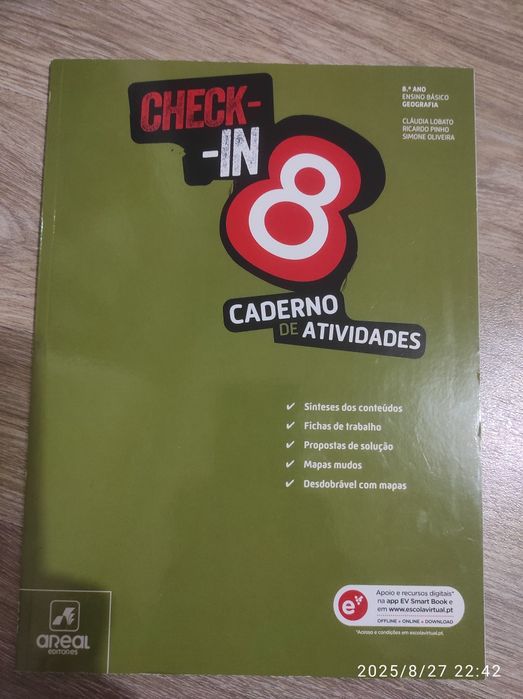 CHECK-
-IN
8
8.º ANO
ENSINO BÁSICO
GEOGRAFIA
CLÁUDIA LOBATO
RICARDO PINHO
SIMONE OLIVEIRA
CADERNO
DE ATIVIDADES
✔ Sínteses dos conteúdos
✔ Fichas de trabalho
✔ Propostas de solução
✔ Mapas mudos
✔ Desdobrável com mapas
ev
Apoio e recursos digitais*
na app EV Smart Book e
em www.escolavirtual.pt
OFFLINE • ONLINE • DOWNLOAD
*Acesso e condições em escolavirtual.pt
areal
editores
2025/8/27 22:42